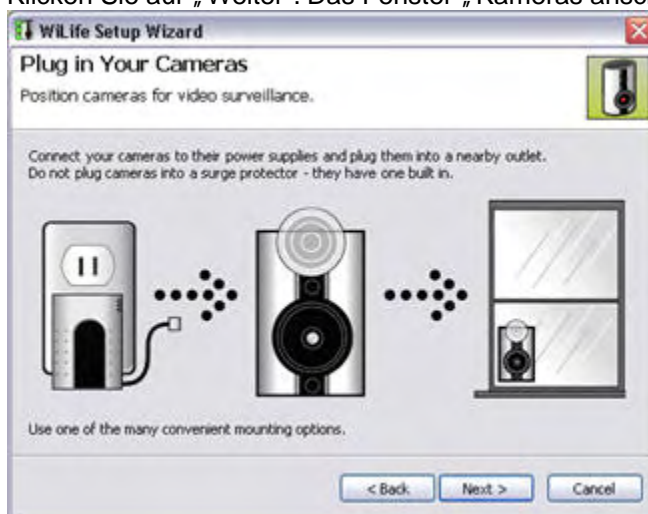 Klicken Sie auf „Weiter“. Das Fenster „Kameras
WiLife Setup Wizard
Plug in Your Cameras
Position cameras for video surveillance.
Connect your cameras to their power supplies and plug them into a nearby outlet.
Do not plug cameras into a surge protector - they have one built in.
Use one of the many convenient mounting options.
< Back
Next >
Cancel